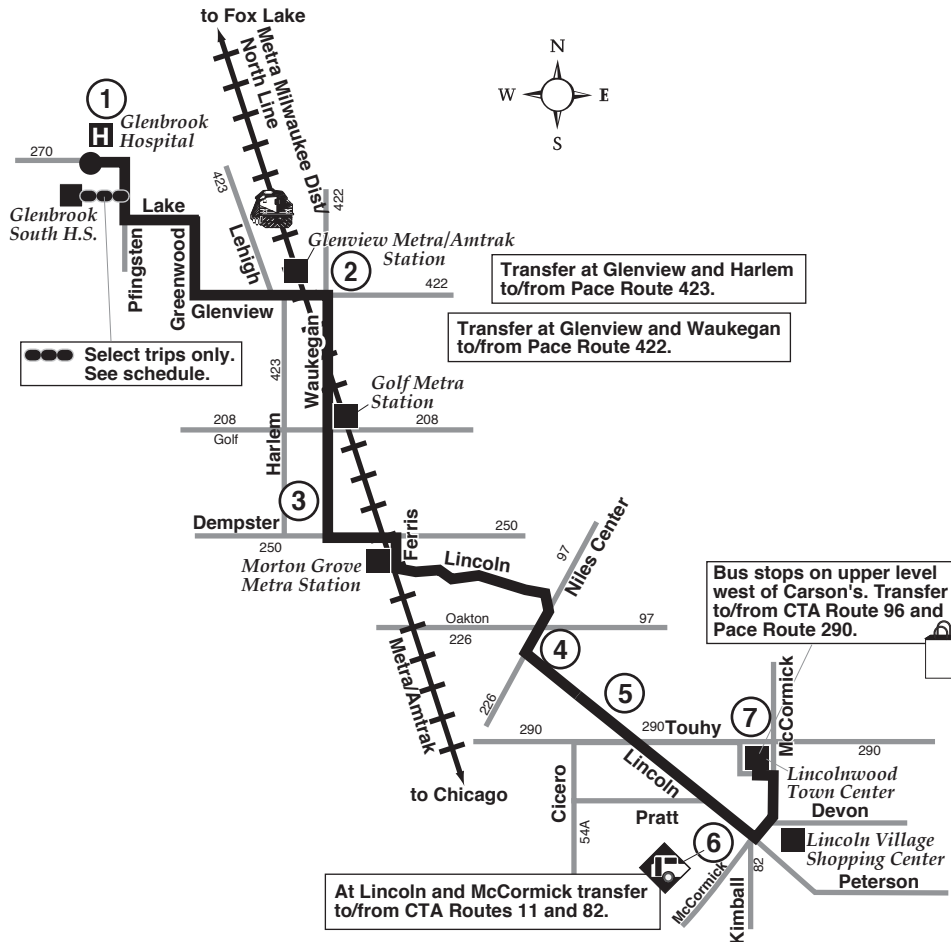 to Fox Lake
Metra Milwaukee Dist/
North Line
N
W
E
S
1
H
Glenbrook
Hospital
270
Glenbrook
South H.S.
Lake
Pfingsten
Greenwood
423
Lehigh
422
Glenview Metra/Amtrak
Station
2
422
Glenview
Transfer at Glenview and Harlem
to/from Pace Route 423.
Transfer at Glenview and Waukegan
to/from Pace Route 422.
Select trips only.
See schedule.
423
Waukegan
Golf Metra
Station
208
208
Golf
Harlem
3
Dempster
250
250
Ferris
Morton Grove
Metra Station
Lincoln
97
Niles Center
Oakton
97
226
Bus stops on upper level
west of Carson's. Transfer
to/from CTA Route 96 and
Pace Route 290.
4
226
5
Metra/Amtrak
to Chicago
7
McCormick
290
290
Touhy
290
Lincoln
Lincolnwood
Town Center
Cicero
54A
Pratt
Devon
6
Lincoln Village
Shopping Center
McCormick
82
Kimball
Peterson
At Lincoln and McCormick transfer
to/from CTA Routes 11 and 82.